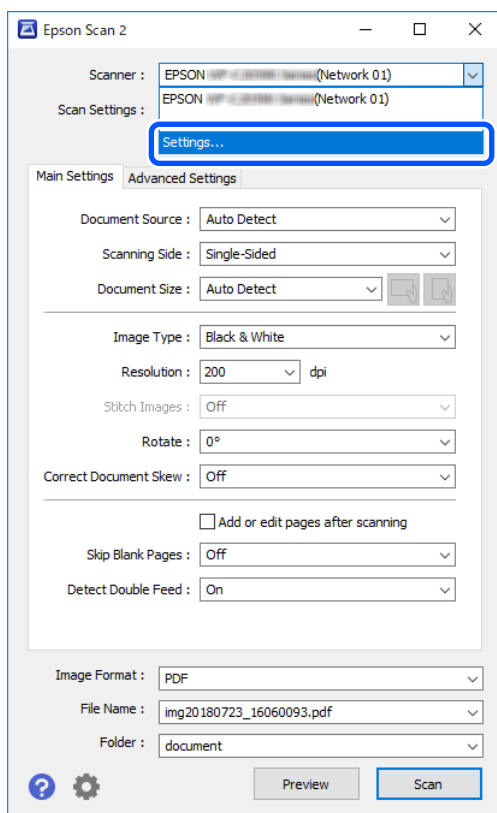 Epson Scan 2
Scanner : EPSON (Network 01)
EPSON (Network 01)
Scan Settings :
Settings...
Main Settings Advanced Settings
Document Source : Auto Detect
Scanning Side : Single-Sided
Document Size : Auto Detect
Image Type : Black & White
Resolution : 200 dpi
Stitch Images : Off
Rotate : 0°
Correct Document Skew : Off
Add or edit pages after scanning
Skip Blank Pages : Off
Detect Double Feed : On
Image Format : PDF
File Name : img20180723_16060093.pdf
Folder : document
? Preview Scan